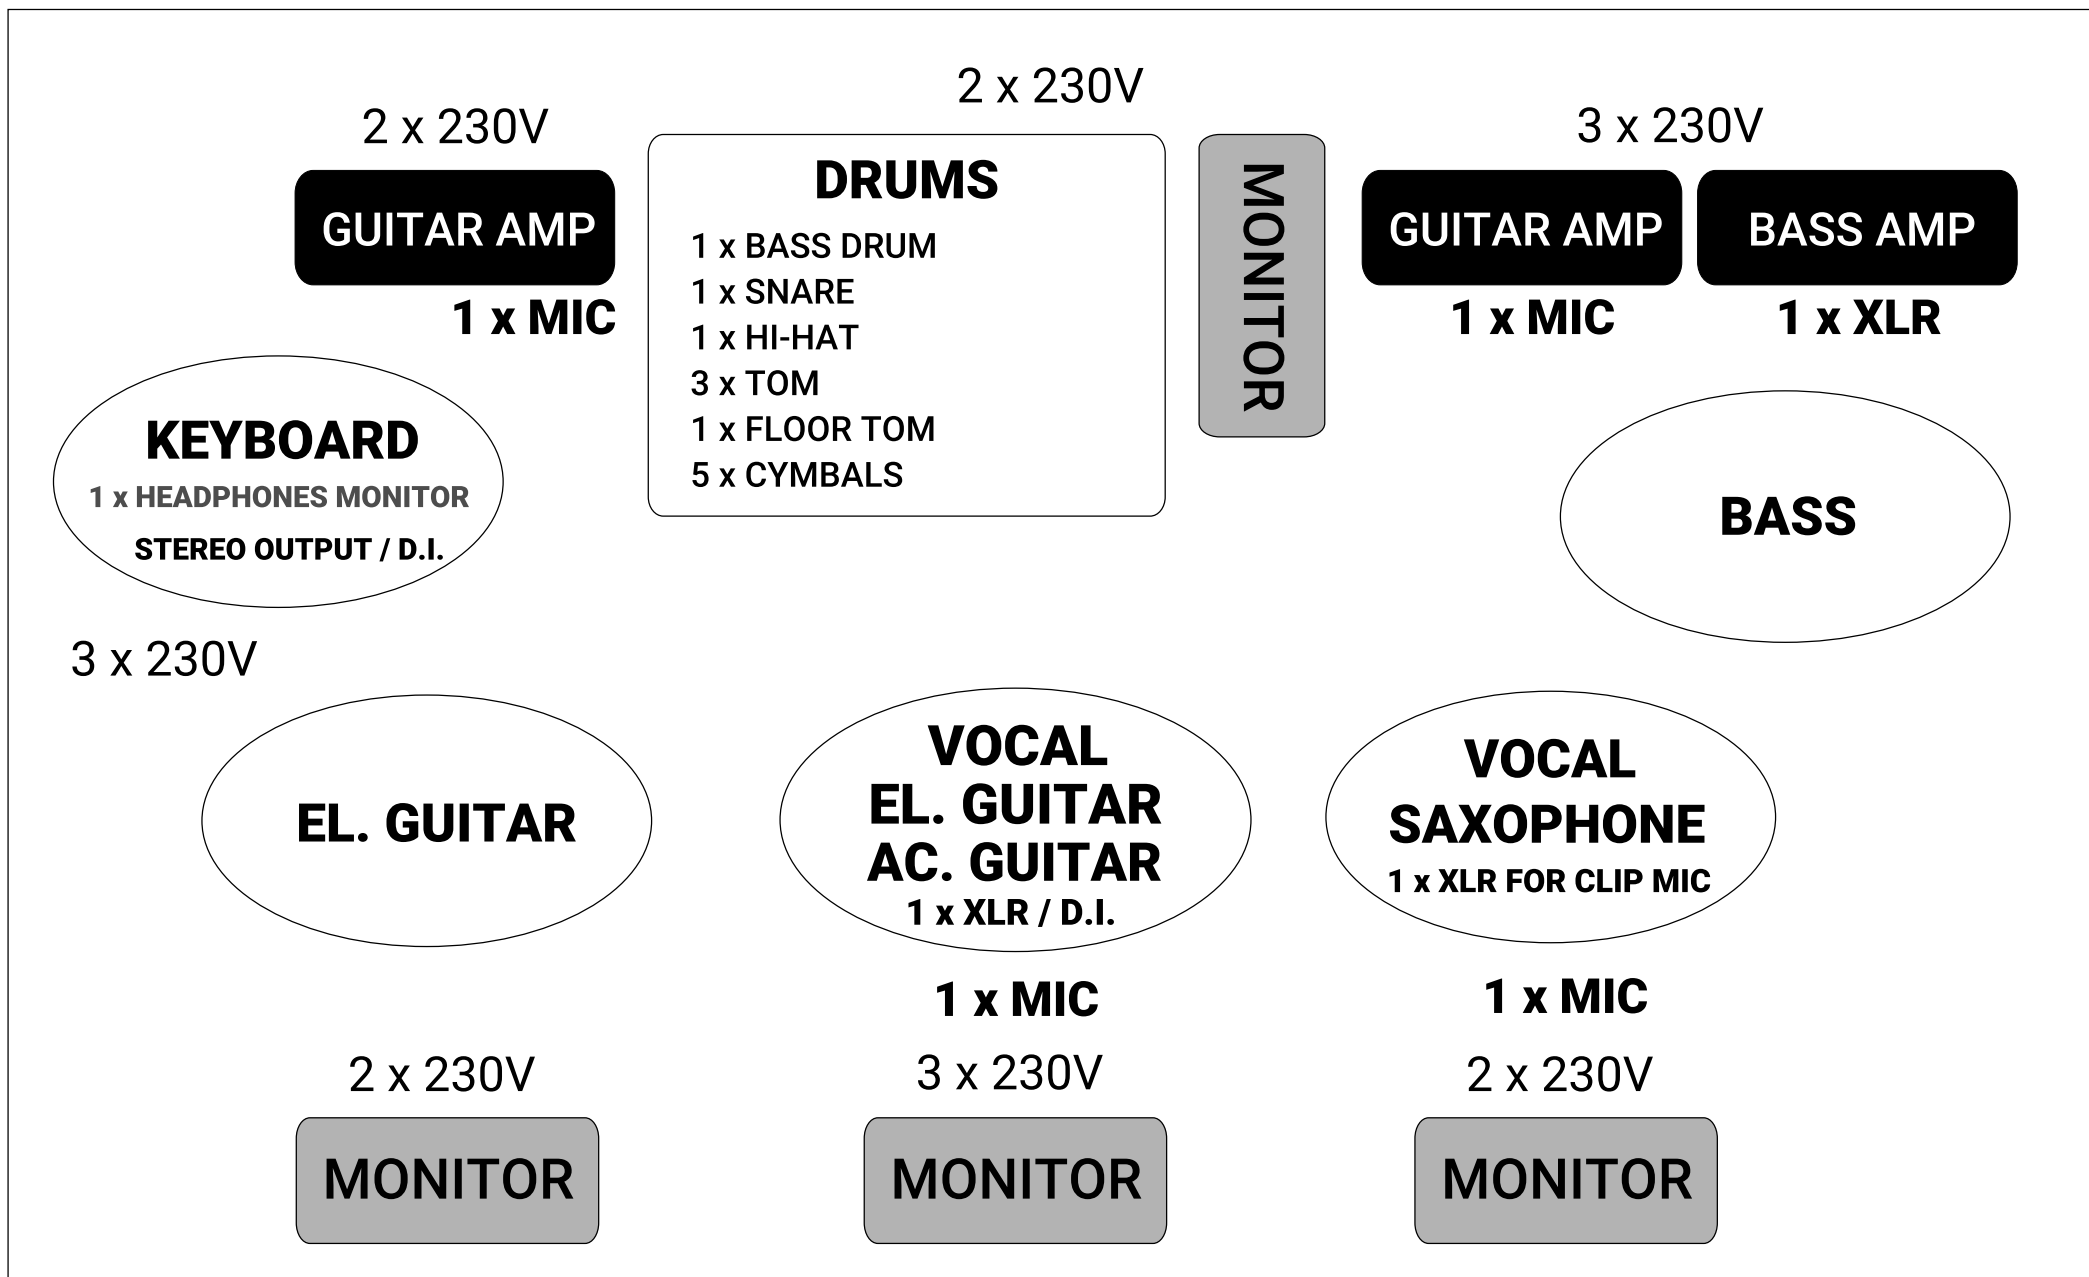 2 x 230V
2 x 230V
3 x 230V
GUITAR AMP
1 x MIC
DRUMS
1 x BASS DRUM
1 x SNARE
1 x HI-HAT
3 x TOM
1 x FLOOR TOM
5 x CYMBALS
MONITOR
GUITAR AMP
1 x MIC
BASS AMP
1 x XLR
KEYBOARD
1 x HEADPHONES MONITOR
STEREO OUTPUT / D.I.
3 x 230V
BASS
EL. GUITAR
VOCAL
EL. GUITAR
AC. GUITAR
1 x XLR / D.I.
1 x MIC
VOCAL
SAXOPHONE
1 x XLR FOR CLIP MIC
1 x MIC
2 x 230V
3 x 230V
2 x 230V
MONITOR
MONITOR
MONITOR